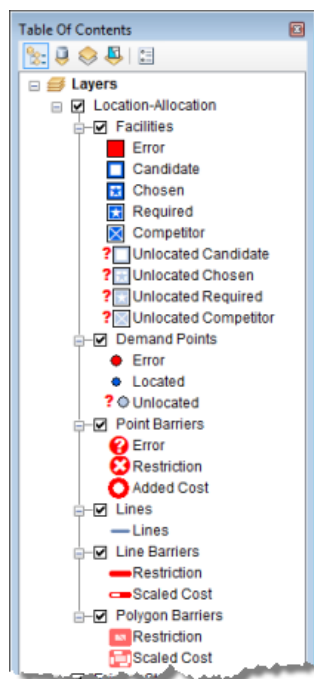 Table Of Contents
Layers
Location-Allocation
Facilities
Error
Candidate
Chosen
Required
Competitor
? Unlocated Candidate
? Unlocated Chosen
? Unlocated Required
? Unlocated Competitor
Demand Points
Error
Located
? Unlocated
Point Barriers
? Error
Restriction
Added Cost
Lines
Lines
Line Barriers
Restriction
Scaled Cost
Polygon Barriers
Restriction
Scaled Cost